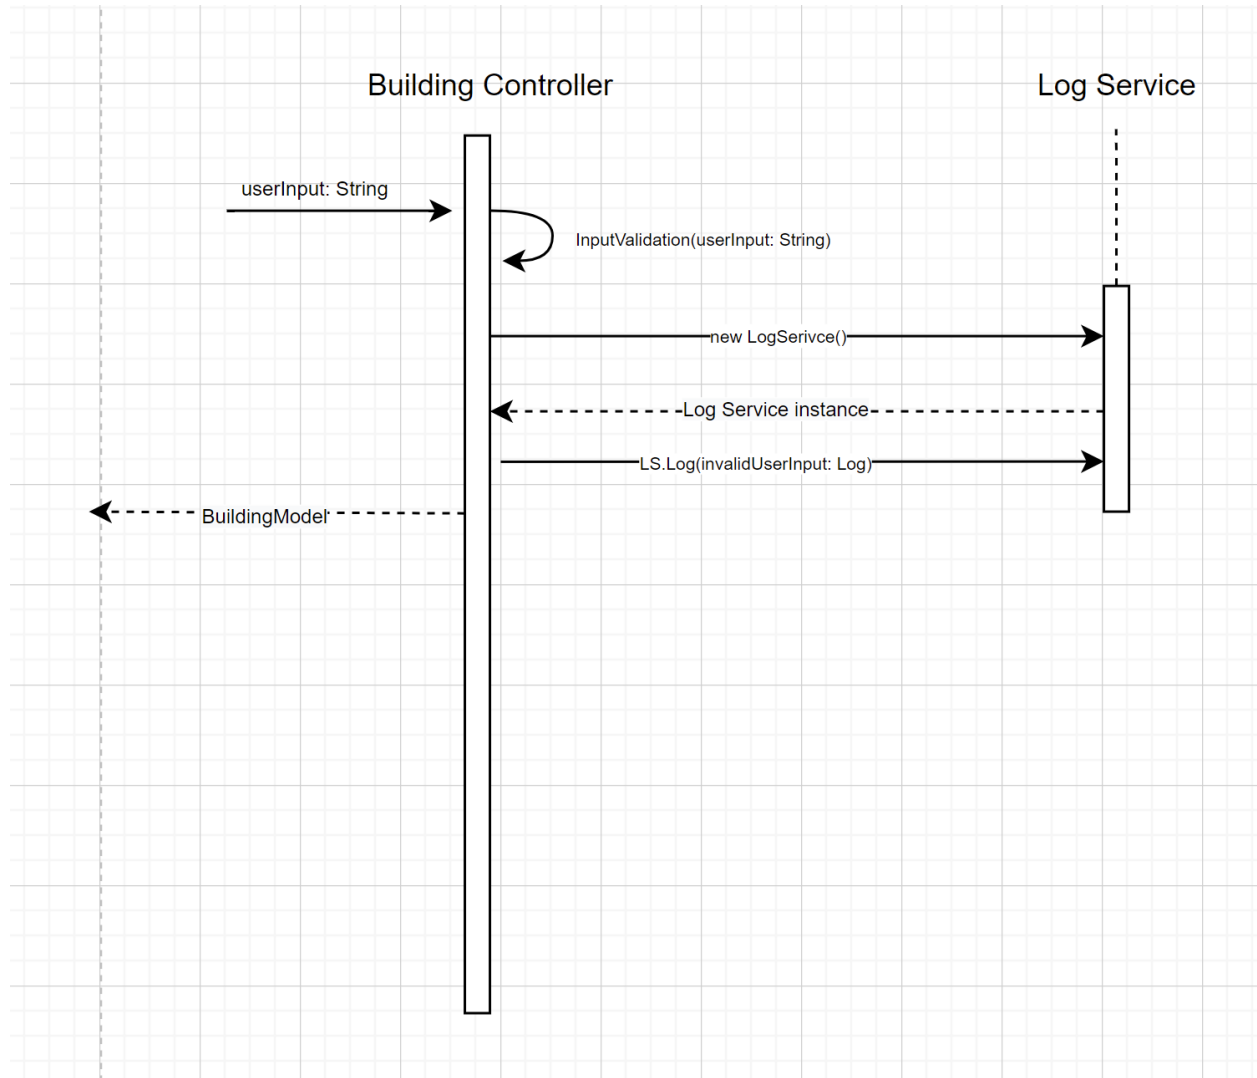 Building Controller
Log Service
userInput: String
InputValidation(userInput: String)
new LogSerivce()
Log Service instance
LS.Log(invalidUserInput: Log)
BuildingModel